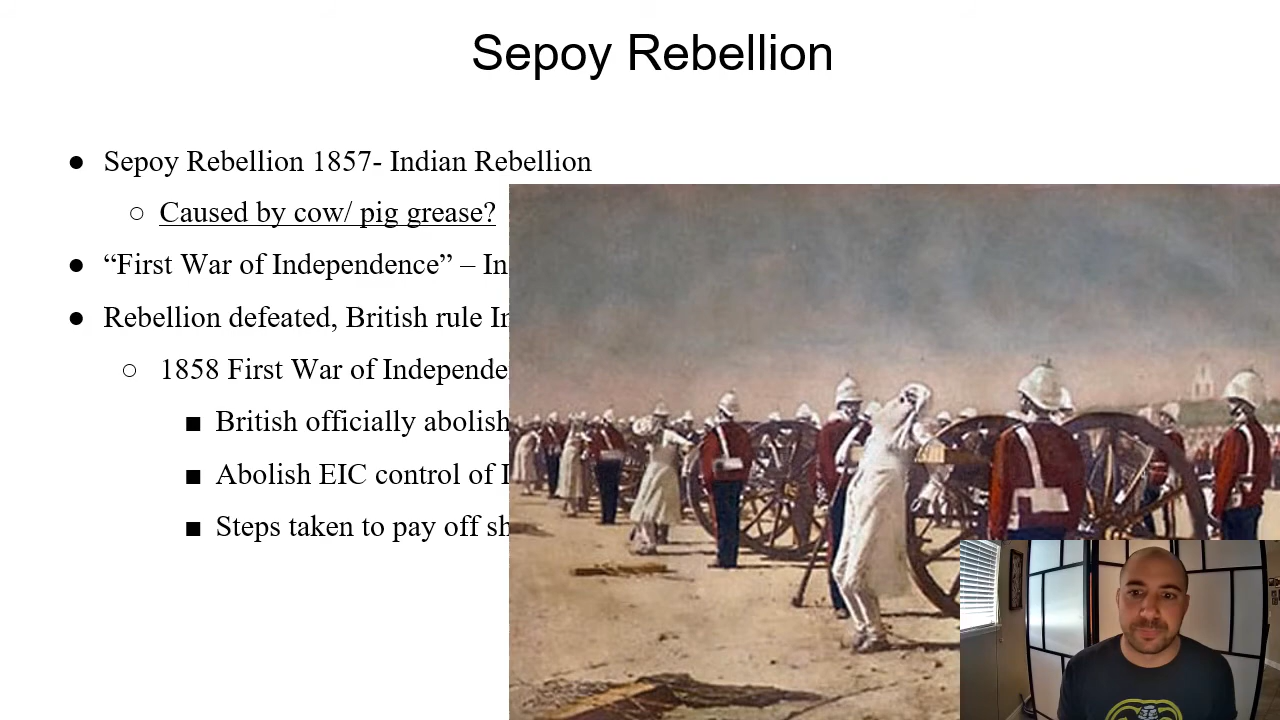 Sepoy Rebellion
● Sepoy Rebellion 1857- Indian Rebellion
○ Caused by cow/ pig grease?
● “First War of Independence” – In
● Rebellion defeated, British rule In
○ 1858 First War of Independe
■ British officially abolish
■ Abolish EIC control of I
■ Steps taken to pay off sh